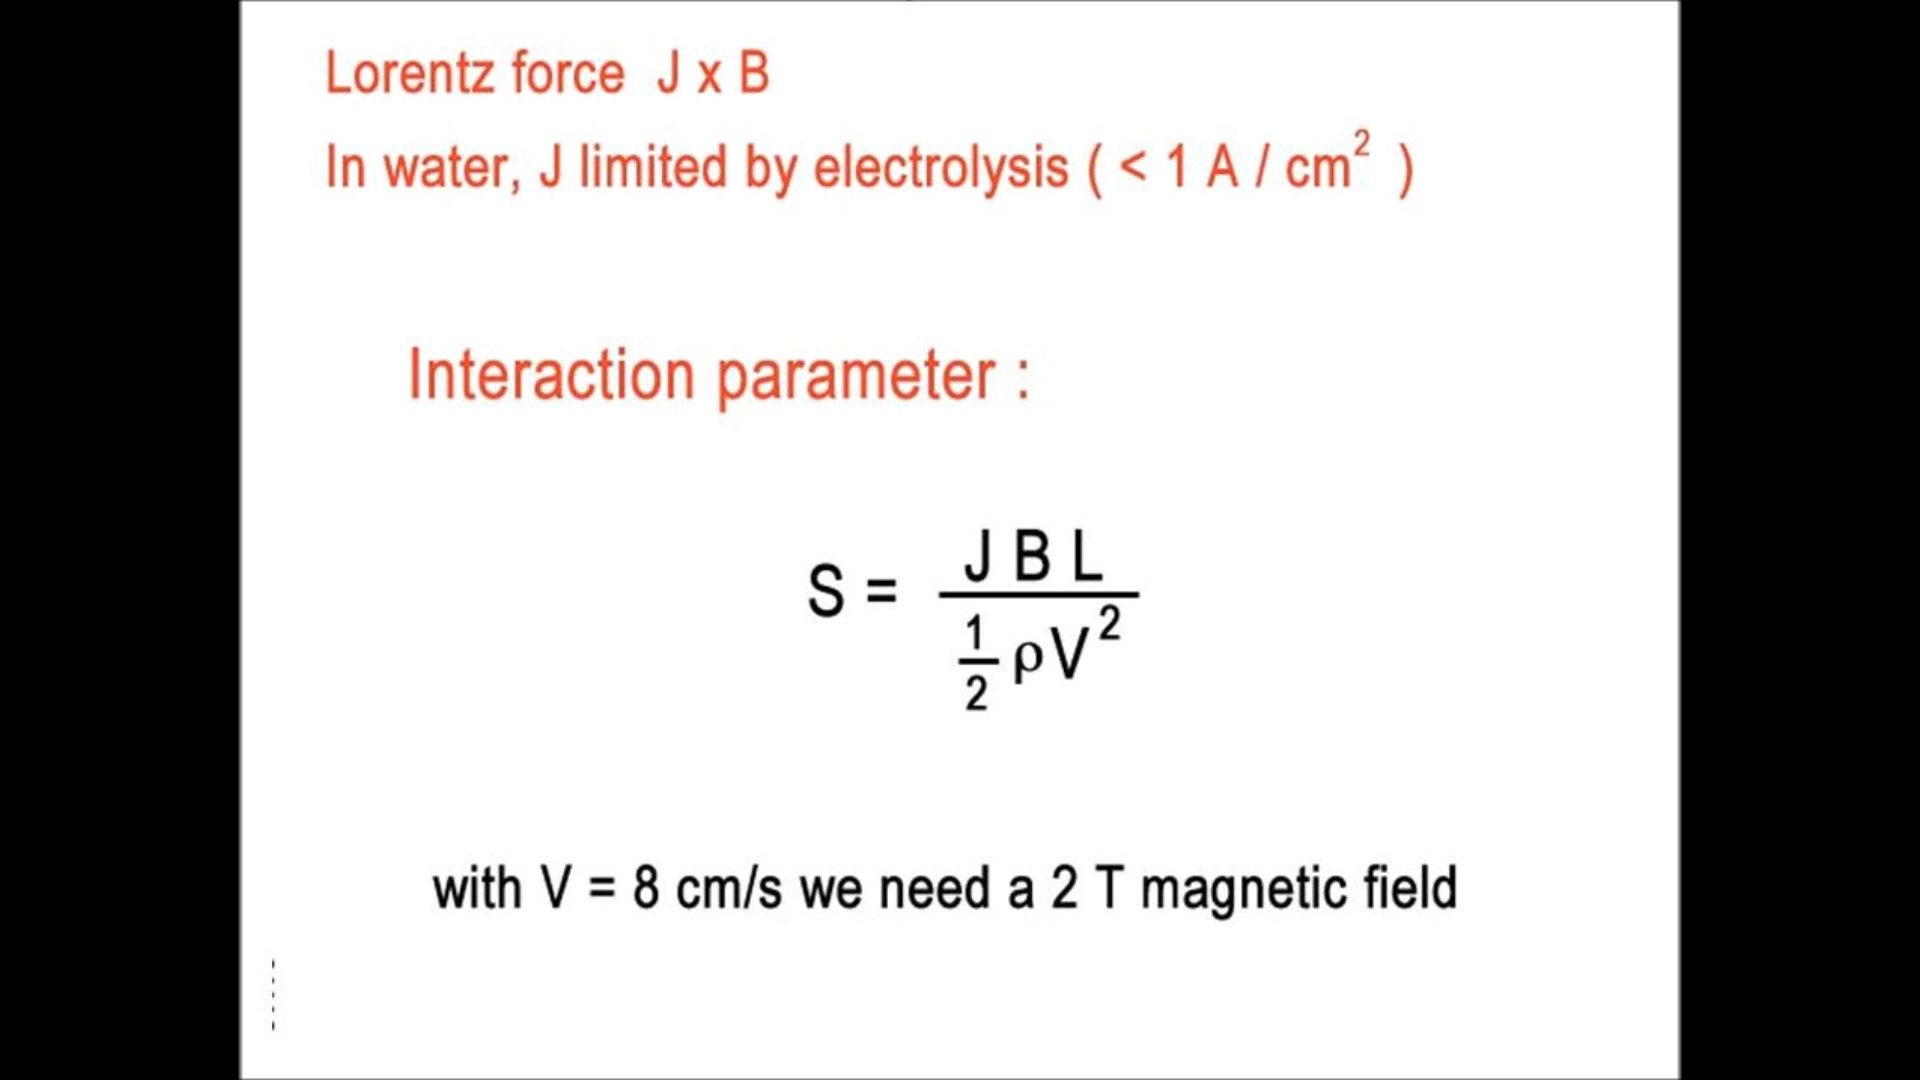 Lorentz force J x B
In water, J limited by electrolysis ( < 1 A / cm² )
Interaction parameter :
S = J B L / ½ ρV²
with V = 8 cm/s we need a 2 T magnetic field